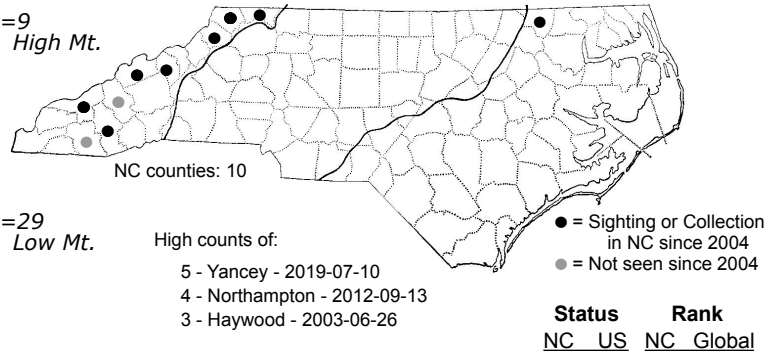 =9
High Mt.
NC counties: 10
=29
Low Mt.
High counts of:
5 - Yancey - 2019-07-10
4 - Northampton - 2012-09-13
3 - Haywood - 2003-06-26
= Sighting or Collection
in NC since 2004
= Not seen since 2004
Status Rank
NC US NC Global